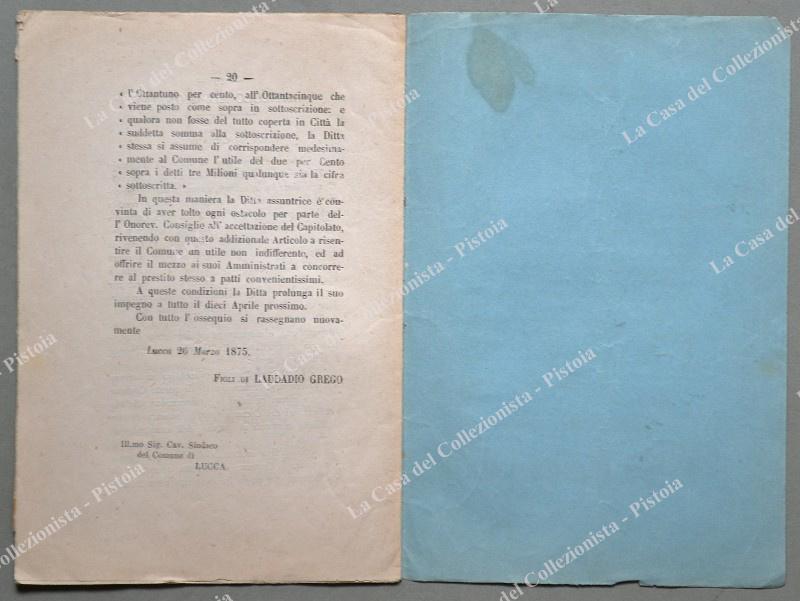 — 20 —
« l'Ottantuno per cento, all'Ottantacinque che
« viene posto come sopra in sottoscrizione: e
« qualora non fosse del tutto coperta in Città la
« suddetta somma alla sottoscrizione, la Ditta
« stessa si assume di corrispondere medesima-
« mente al Comune l'utile del due per Cento
« sopra i detti tre Milioni qualunque sia la cifra
« sottoscritta. »
In questa maniera la Ditta assuntrice è con-
vinta di aver tolto ogni ostacolo per parte del-
l'Onorev. Consiglio all'accettazione del Capitolato,
rivenendo con questo addizionale Articolo a risen-
tire il Comune un utile non indifferente, ed ad
offrire il mezzo ai suoi Amministrati a concorre-
re al prestito stesso a patti convenientissimi.
A queste condizioni la Ditta prolunga il suo
impegno a tutto il dieci Aprile prossimo.
Con tutto l'ossequio si rassegnano nuova-
mente
Lucca 26 Marzo 1875.
FIGLI DI LAUDADIO GREGO
Ill.mo Sig. Cav. Sindaco
del Comune di
LUCCA
La Casa del Collezionista - Pistoia